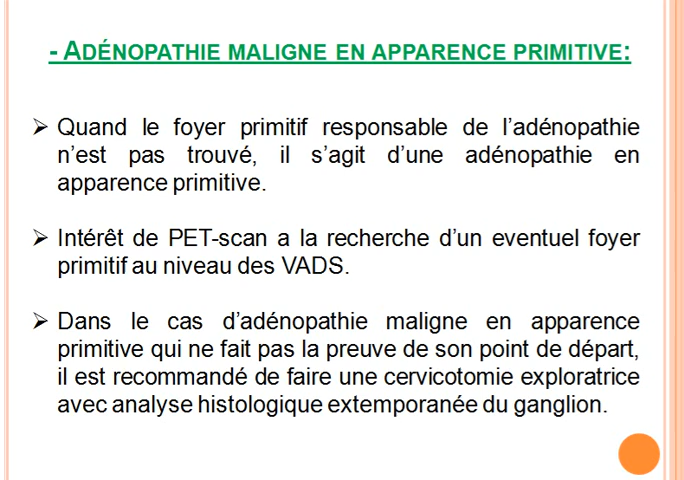 - ADÉNOPATHIE MALIGNE EN APPARENCE PRIMITIVE:
➢ Quand le foyer primitif responsable de l’adénopathie
n’est pas trouvé, il s’agit d’une adénopathie en
apparence primitive.
➢ Intérêt de PET-scan a la recherche d’un eventuel foyer
primitif au niveau des VADS.
➢ Dans le cas d’adénopathie maligne en apparence
primitive qui ne fait pas la preuve de son point de départ,
il est recommandé de faire une cervicotomie exploratrice
avec analyse histologique extemporanée du ganglion.